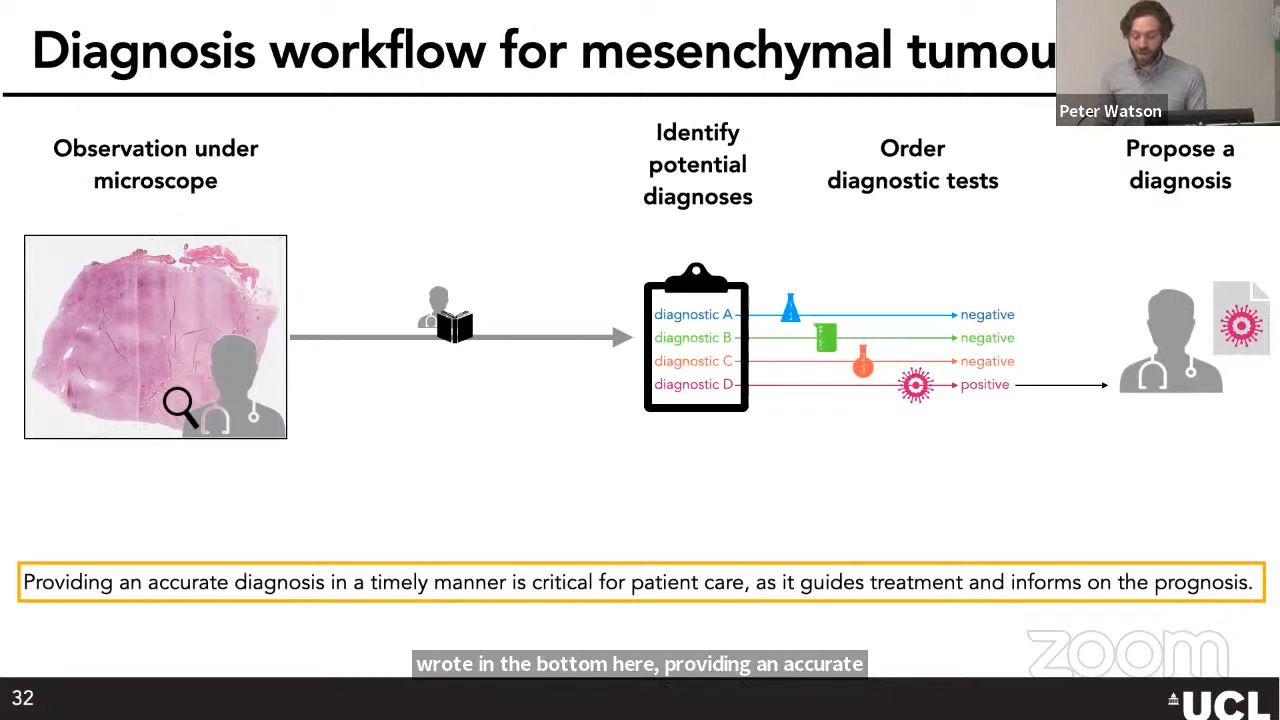 Diagnosis workflow for mesenchymal tumou
Peter Watson
Observation under
microscope
Identify
potential
diagnoses
Order
diagnostic tests
Propose a
diagnosis
diagnostic A
negative
diagnostic B
negative
diagnostic C
negative
diagnostic D
positive
Providing an accurate diagnosis in a timely manner is critical for patient care, as it guides treatment and informs on the prognosis.
zoom
wrote in the bottom here, providing an accurate
32
UCL